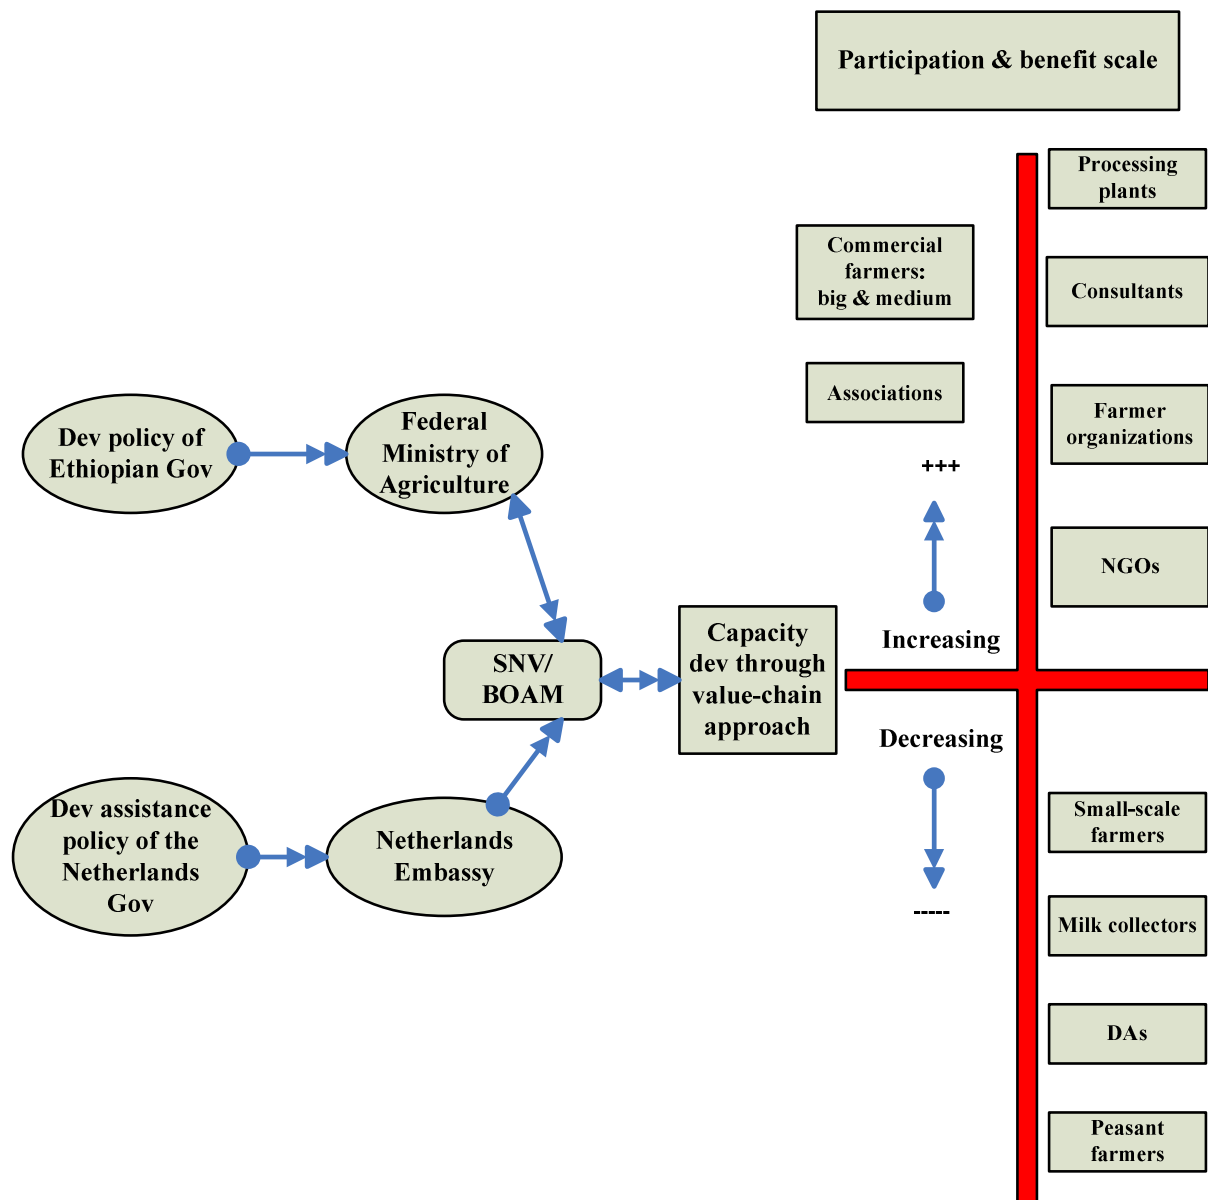 Participation & benefit scale
Processing
plants
Commercial
farmers:
big & medium
Consultants
Associations
Farmer
organizations
Dev policy of
Ethiopian Gov
Federal
Ministry of
Agriculture
+++
NGOs
Increasing
SNV/
BOAM
Capacity
dev through
value-chain
approach
Decreasing
Dev assistance
policy of the
Netherlands
Gov
Netherlands
Embassy
-----
Small-scale
farmers
Milk collectors
DAs
Peasant
farmers